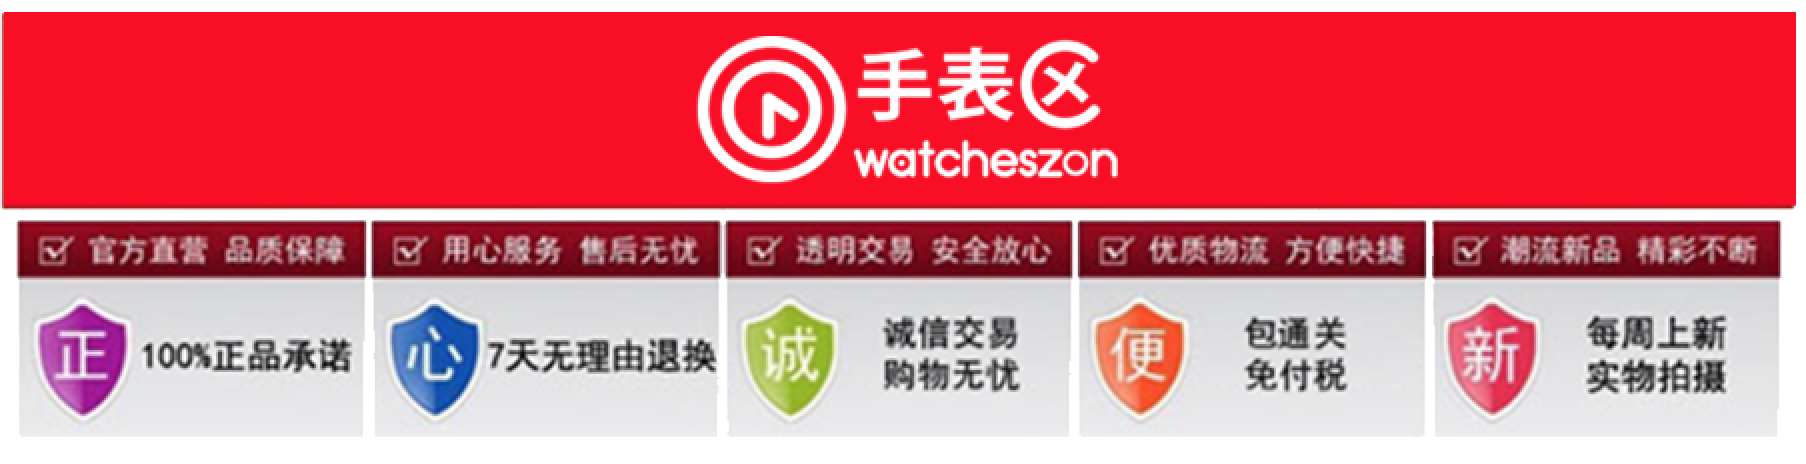 手表区
watcheszon
官方直营 品质保障
用心服务 售后无忧
透明交易 安全放心
优质物流 方便快捷
潮流新品 精彩不断
正
100%正品承诺
心
7天无理由退换
诚
诚信交易
购物无忧
便
包通关
免付税
新
每周上新
实物拍摄